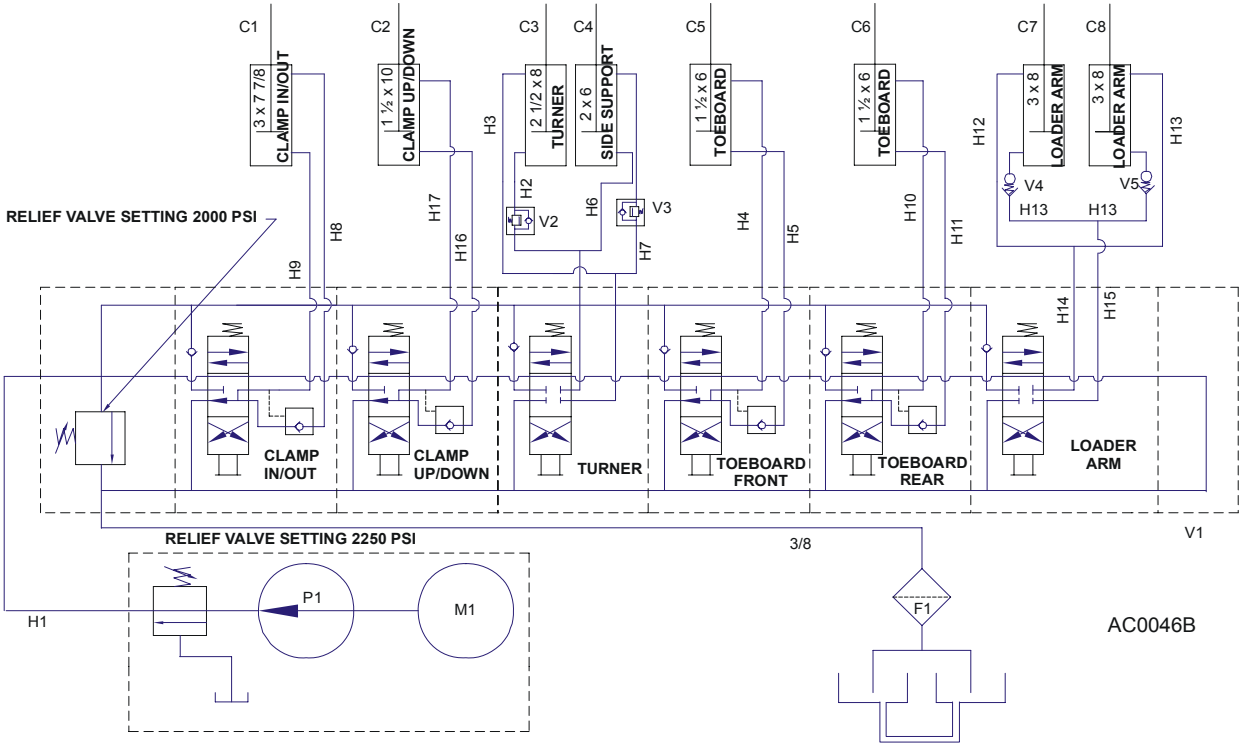 C1
C2
C3
C4
C5
C6
C7
C8
3 x 7 7/8
CLAMP IN/OUT
1 ½ x 10
CLAMP UP/DOWN
2 1/2 x 8
TURNER
2 x 6
SIDE SUPPORT
1 ½ x 6
TOEBOARD
1 ½ x 6
TOEBOARD
3 x 8
LOADER ARM
3 x 8
LOADER ARM
H3
H12
H13
H2
H6
V2
V3
V4
V5
H13
H13
RELIEF VALVE SETTING 2000 PSI
H8
H9
H17
H16
H7
H4
H5
H10
H11
H14
H15
CLAMP
IN/OUT
CLAMP
UP/DOWN
TURNER
TOEBOARD
FRONT
TOEBOARD
REAR
LOADER
ARM
V1
RELIEF VALVE SETTING 2250 PSI
3/8
H1
P1
M1
F1
AC0046B